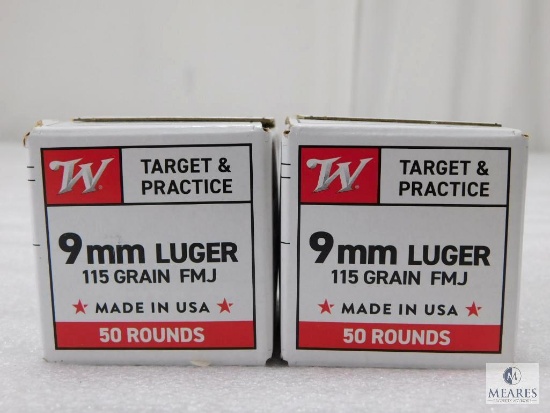 W TARGET &
PRACTICE
9mm LUGER
115 GRAIN FMJ
★ MADE IN USA ★
50 ROUNDS
W TARGET &
PRACTICE
9mm LUGER
115 GRAIN FMJ
★ MADE IN USA ★
50 ROUNDS
M
MEARES